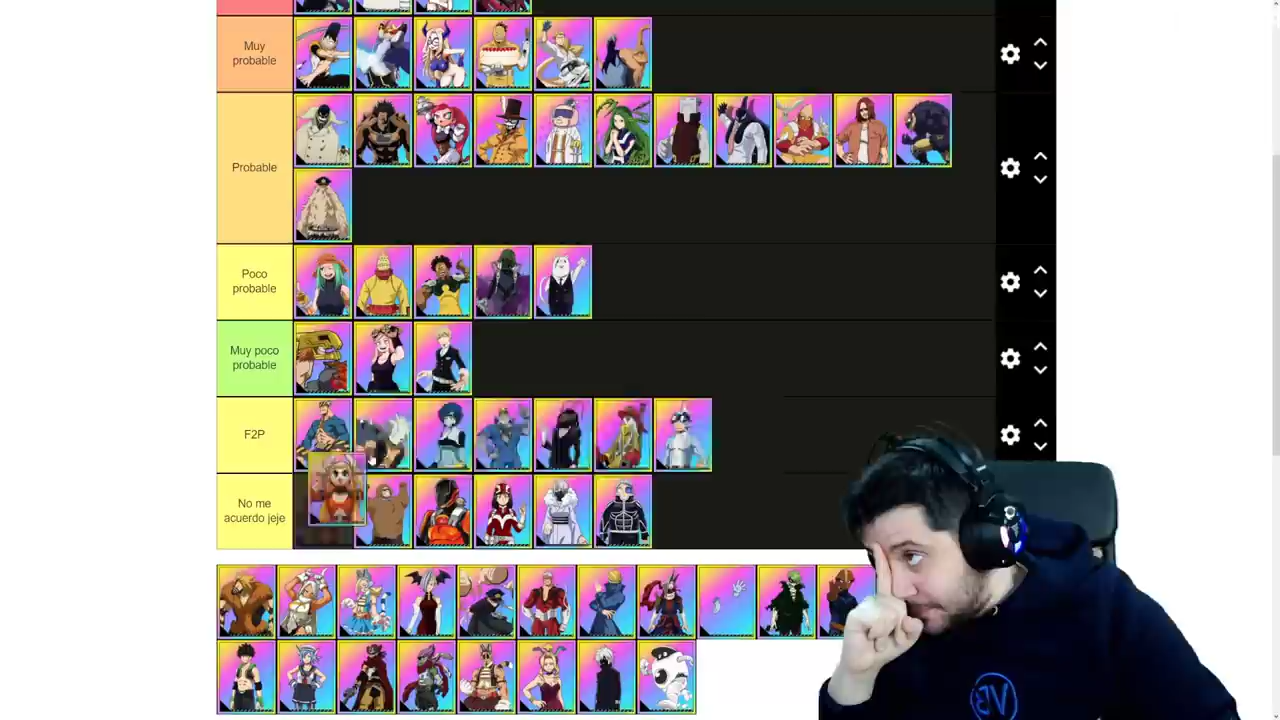 Muy
probable
Probable
Poco
probable
Muy poco
probable
F2P
No me
acuerdo jeje